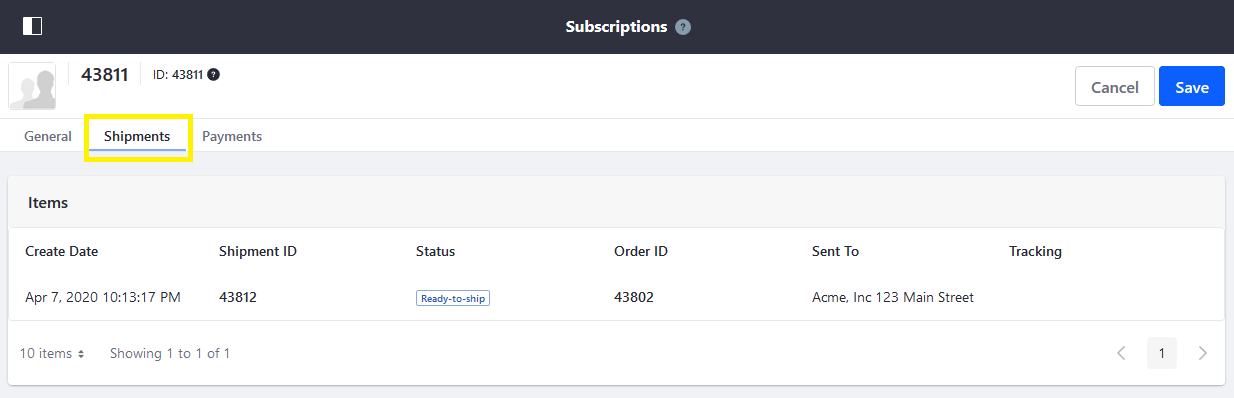 Subscriptions ?
43811 ID: 43811 ?
Cancel Save
General Shipments Payments
Items
Create Date Shipment ID Status Order ID Sent To Tracking
Apr 7, 2020 10:13:17 PM 43812 Ready-to-ship 43802 Acme, Inc 123 Main Street
10 items Showing 1 to 1 of 1 1